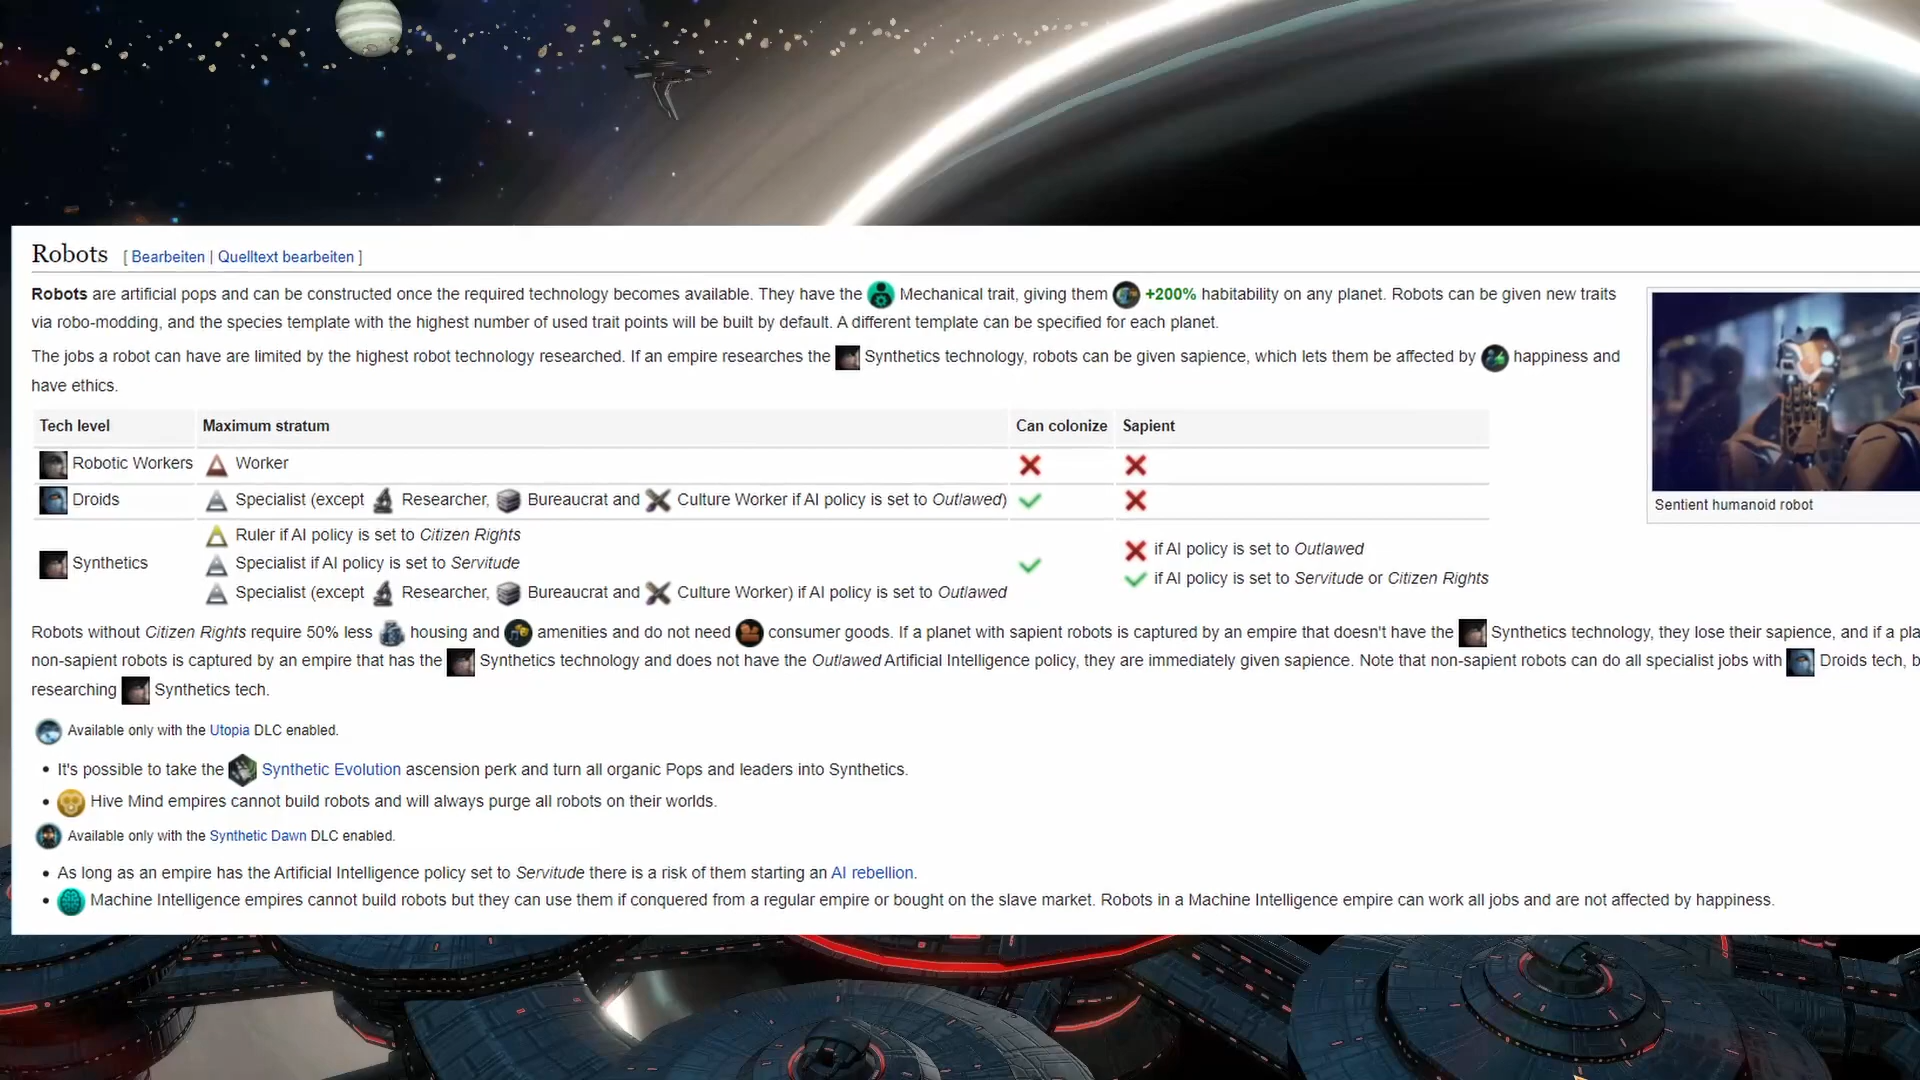 Robots [ Bearbeiten | Quelltext bearbeiten ]
Robots are artificial pops and can be constructed once the required technology becomes available. They have the Mechanical trait, giving them +200% habitability on any planet. Robots can be given new traits
via robo-modding, and the species template with the highest number of used trait points will be built by default. A different template can be specified for each planet.
The jobs a robot can have are limited by the highest robot technology researched. If an empire researches the Synthetics technology, robots can be given sapience, which lets them be affected by happiness and
have ethics.
Sentient humanoid robot
Tech level Maximum stratum Can colonize Sapient
Robotic Workers Worker
Droids Specialist (except Researcher, Bureaucrat and Culture Worker if AI policy is set to Outlawed)
Synthetics
Ruler if AI policy is set to Citizen Rights
Specialist if AI policy is set to Servitude
Specialist (except Researcher, Bureaucrat and Culture Worker) if AI policy is set to Outlawed
if AI policy is set to Outlawed
if AI policy is set to Servitude or Citizen Rights
Robots without Citizen Rights require 50% less housing and amenities and do not need consumer goods. If a planet with sapient robots is captured by an empire that doesn't have the Synthetics technology, they lose their sapience, and if a pla
non-sapient robots is captured by an empire that has the Synthetics technology and does not have the Outlawed Artificial Intelligence policy, they are immediately given sapience. Note that non-sapient robots can do all specialist jobs with Droids tech, b
researching Synthetics tech.
Available only with the Utopia DLC enabled.
• It's possible to take the Synthetic Evolution ascension perk and turn all organic Pops and leaders into Synthetics.
• Hive Mind empires cannot build robots and will always purge all robots on their worlds.
Available only with the Synthetic Dawn DLC enabled.
• As long as an empire has the Artificial Intelligence policy set to Servitude there is a risk of them starting an AI rebellion.
• Machine Intelligence empires cannot build robots but they can use them if conquered from a regular empire or bought on the slave market. Robots in a Machine Intelligence empire can work all jobs and are not affected by happiness.